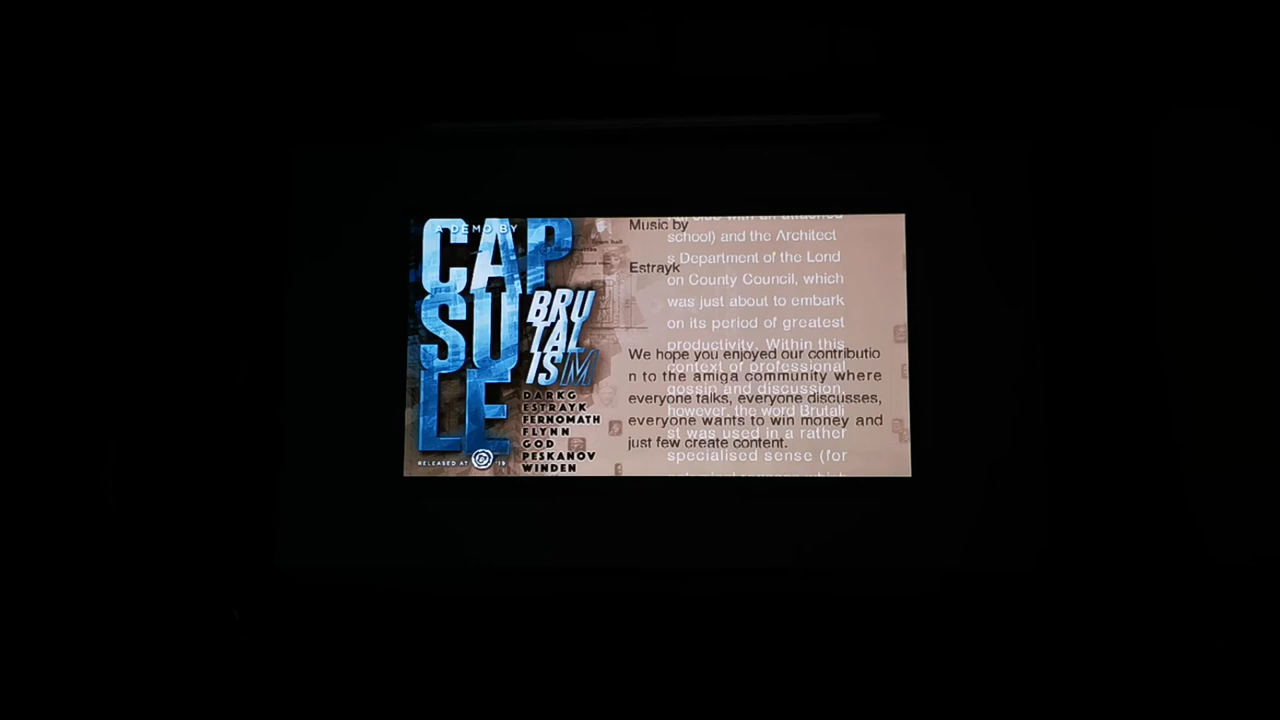 A DEMO BY
CAP
SU
LE
BRU
TAL
ISM
DARKG
ESTRAYK
FERNOMATH
FLYNN
GOD
PESKANOV
WINDEN
RELEASED AT '19
Music by
Estrayk
We hope you enjoyed our contributio
n to the amiga community where
everyone talks, everyone discusses,
everyone wants to win money and
just few create content.
with an attached
school) and the Architect
s Department of the Lond
on County Council, which
was just about to embark
on its period of greatest
productivity. Within this
context of professional
gossip and discussion,
however, the word Brutali
st was used in a rather
specialised sense (for